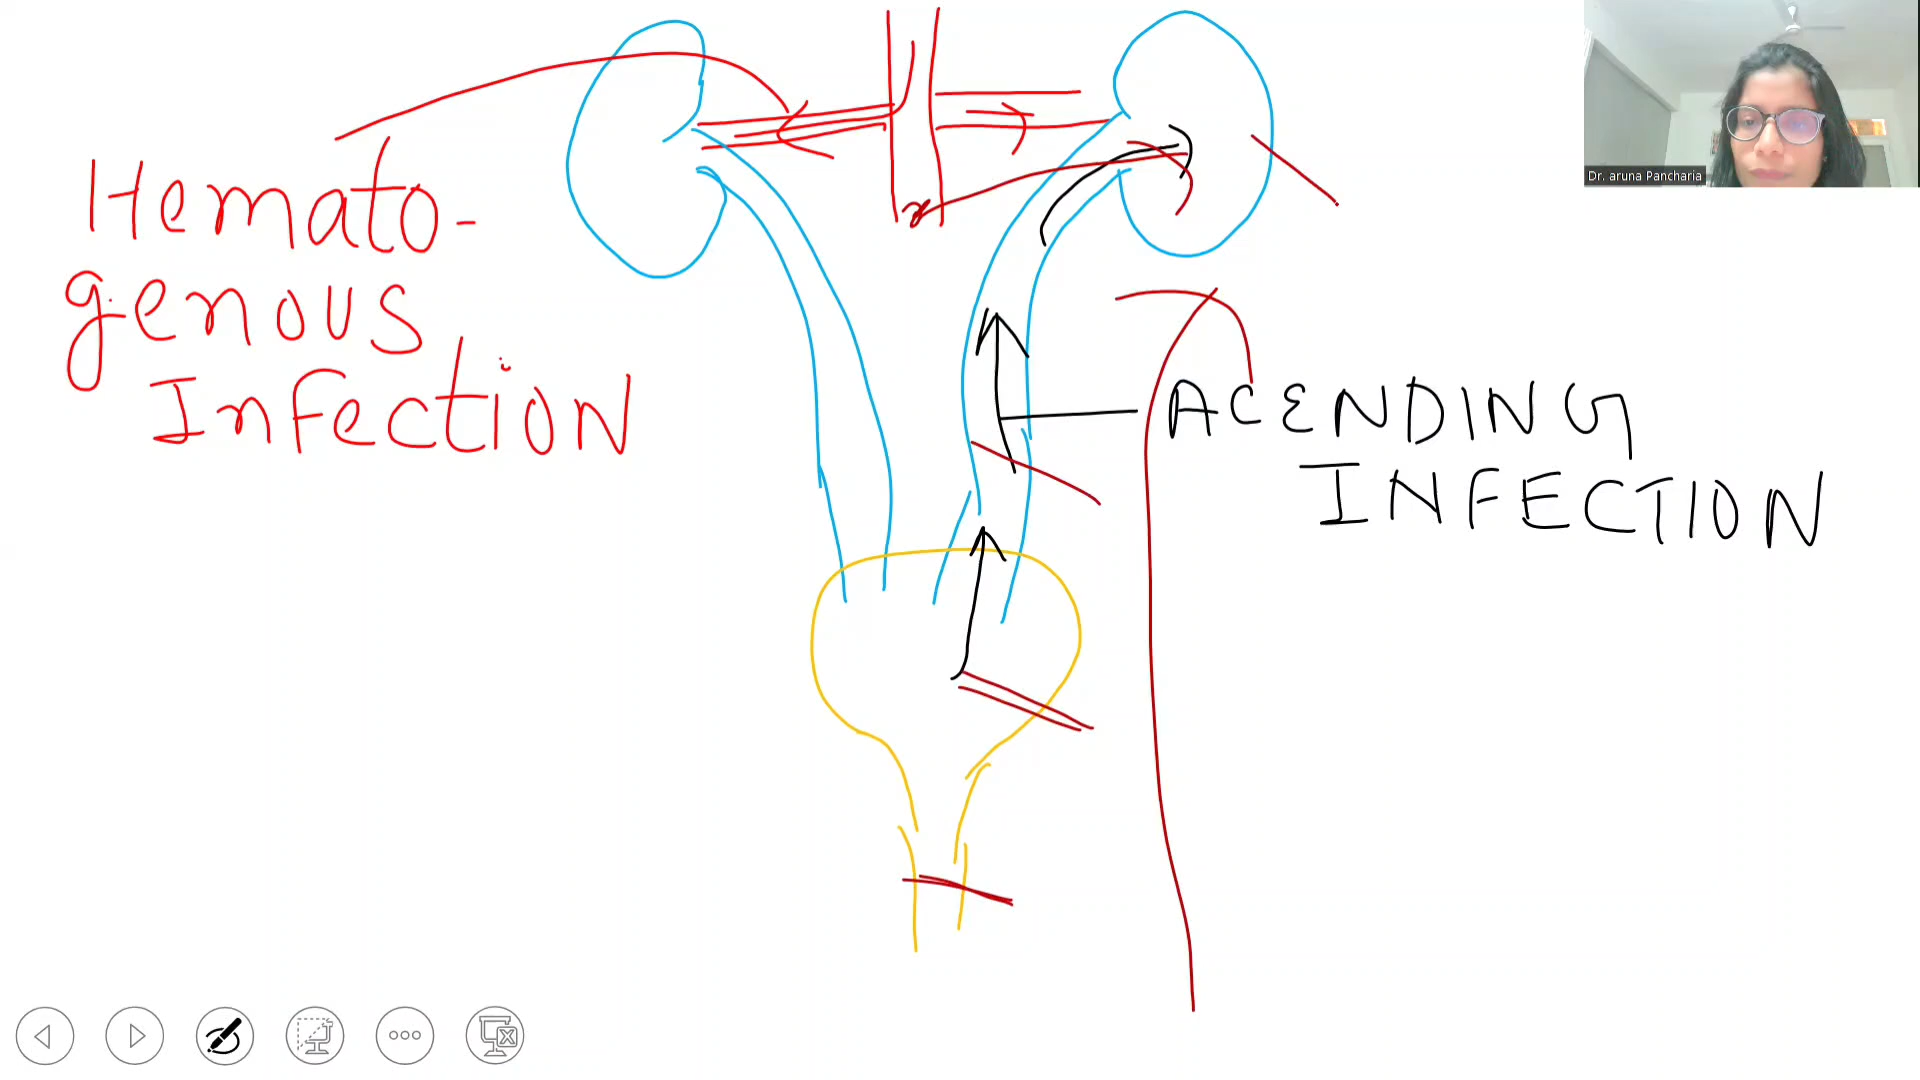 Hemato-
genous
Infection
ACENDING
INFECTION
Dr. aruna Pancharia